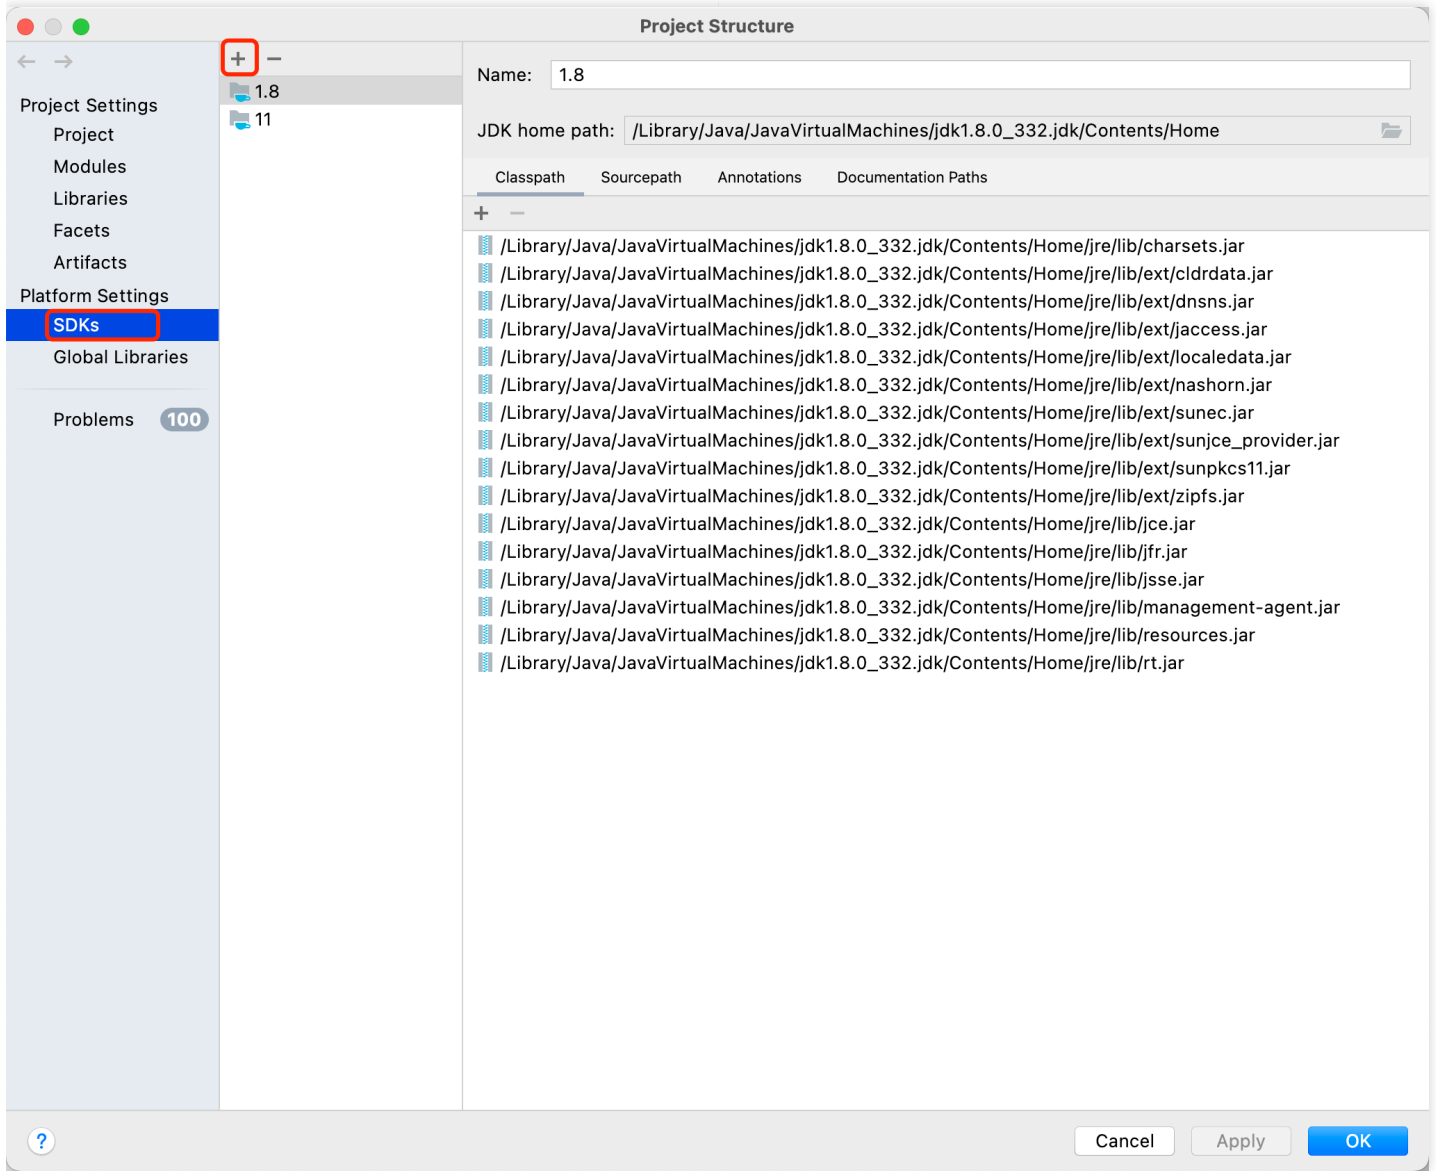 Project Structure
Project Settings
Project
Modules
Libraries
Facets
Artifacts
Platform Settings
SDKs
Global Libraries
Problems 100
1.8
11
Name: 1.8
JDK home path: /Library/Java/JavaVirtualMachines/jdk1.8.0_332.jdk/Contents/Home
Classpath Sourcepath Annotations Documentation Paths
/Library/Java/JavaVirtualMachines/jdk1.8.0_332.jdk/Contents/Home/jre/lib/charsets.jar
/Library/Java/JavaVirtualMachines/jdk1.8.0_332.jdk/Contents/Home/jre/lib/ext/cldrdata.jar
/Library/Java/JavaVirtualMachines/jdk1.8.0_332.jdk/Contents/Home/jre/lib/ext/dnsns.jar
/Library/Java/JavaVirtualMachines/jdk1.8.0_332.jdk/Contents/Home/jre/lib/ext/jaccess.jar
/Library/Java/JavaVirtualMachines/jdk1.8.0_332.jdk/Contents/Home/jre/lib/ext/localedata.jar
/Library/Java/JavaVirtualMachines/jdk1.8.0_332.jdk/Contents/Home/jre/lib/ext/nashorn.jar
/Library/Java/JavaVirtualMachines/jdk1.8.0_332.jdk/Contents/Home/jre/lib/ext/sunec.jar
/Library/Java/JavaVirtualMachines/jdk1.8.0_332.jdk/Contents/Home/jre/lib/ext/sunjce_provider.jar
/Library/Java/JavaVirtualMachines/jdk1.8.0_332.jdk/Contents/Home/jre/lib/ext/sunpkcs11.jar
/Library/Java/JavaVirtualMachines/jdk1.8.0_332.jdk/Contents/Home/jre/lib/ext/zipfs.jar
/Library/Java/JavaVirtualMachines/jdk1.8.0_332.jdk/Contents/Home/jre/lib/jce.jar
/Library/Java/JavaVirtualMachines/jdk1.8.0_332.jdk/Contents/Home/jre/lib/jfr.jar
/Library/Java/JavaVirtualMachines/jdk1.8.0_332.jdk/Contents/Home/jre/lib/jsse.jar
/Library/Java/JavaVirtualMachines/jdk1.8.0_332.jdk/Contents/Home/jre/lib/management-agent.jar
/Library/Java/JavaVirtualMachines/jdk1.8.0_332.jdk/Contents/Home/jre/lib/resources.jar
/Library/Java/JavaVirtualMachines/jdk1.8.0_332.jdk/Contents/Home/jre/lib/rt.jar
? Cancel Apply OK